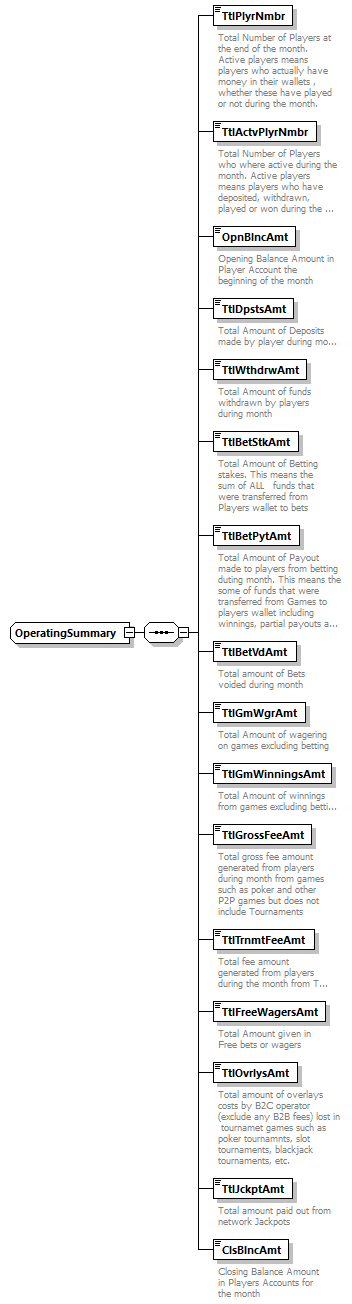 TtlPlyrNmbr
Total Number of Players at
the end of the month.
Active players means
players who actually have
money in their wallets ,
whether these have played
or not during the month.
TtlActvPlyrNmbr
Total Number of Players
who where active during the
month. Active players
means players who have
deposited, withdrawn,
played or won during the ...
OpnBlncAmt
Opening Balance Amount in
Player Account the
beginning of the month
TtlDpstsAmt
Total Amount of Deposits
made by player during mo...
TtlWthdrwAmt
Total Amount of funds
withdrawn by players
during month
TtlBetStkAmt
Total Amount of Betting
stakes. This means the
sum of ALL  funds that
were transferred from
Players wallet to bets
TtlBetPytAmt
Total Amount of Payout
made to players from betting
duting month. This means the
some of funds that were
transferred from Games to
players wallet including
winnings, partial payouts a...
OperatingSummary
TtlBetVdAmt
Total amount of Bets
voided during month
TtlGmWgrAmt
Total Amount of wagering
on games excluding betting
TtlGmWinningsAmt
Total Amount of winnings
from games excluding betti...
TtlGrossFeeAmt
Total gross fee amount
generated from players
during month from games
such as poker and other
P2P games but does not
include Tournaments
TtlTrnmtFeeAmt
Total fee amount
generated from players
during the month from T...
TtlFreeWagersAmt
Total Amount given in
Free bets or wagers
TtlOvrlysAmt
Total amount of overlays
costs by B2C operator
(exclude any B2B fees) lost in
tournamet games such as
poker tournamnts, slot
tournaments, blackjack
tournaments, etc.
TtlJckptAmt
Total amount paid out from
network Jackpots
ClsBlncAmt
Closing Balance Amount
in Players Accounts for
the month